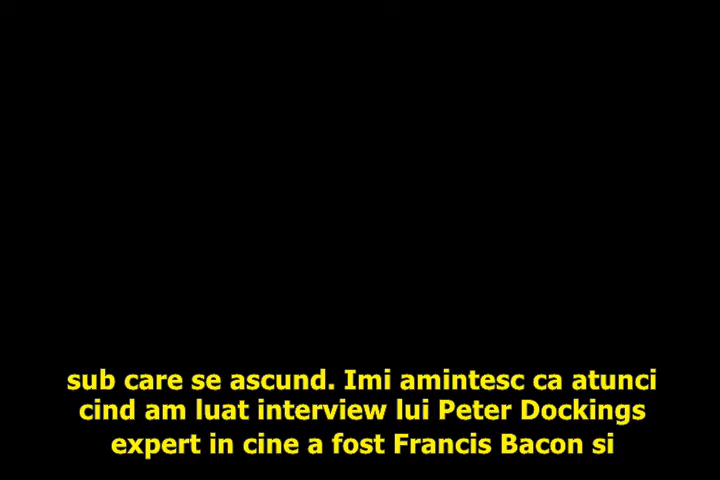 sub care se ascund. Imi amintesc ca atunci
cind am luat interview lui Peter Dockings
expert in cine a fost Francis Bacon si